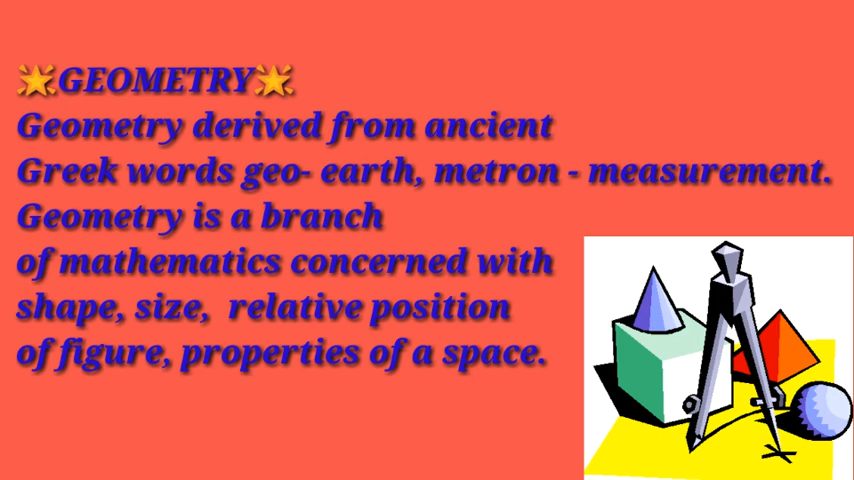 🌟GEOMETRY🌟
Geometry derived from ancient
Greek words geo- earth, metron - measurement.
Geometry is a branch
of mathematics concerned with
shape, size,  relative position
of figure, properties of a space.